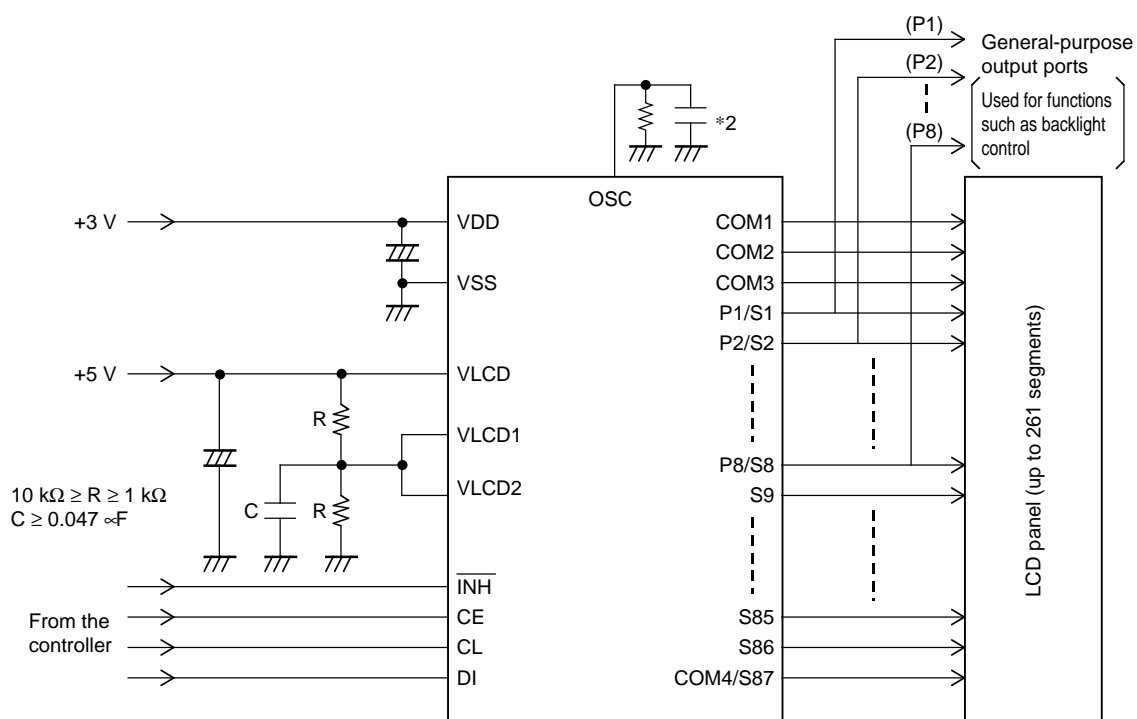 (P1)
General-purpose
output ports
(P2)
Used for functions
such as backlight
control
(P8)
*2
OSC
+3 V
VDD
VSS
+5 V
VLCD
R
VLCD1
VLCD2
C
R
10 kΩ ≥ R ≥ 1 kΩ
C ≥ 0.047 ∝F
From the
controller
INH
CE
CL
DI
COM1
COM2
COM3
P1/S1
P2/S2
P8/S8
S9
S85
S86
COM4/S87
LCD panel (up to 261 segments)